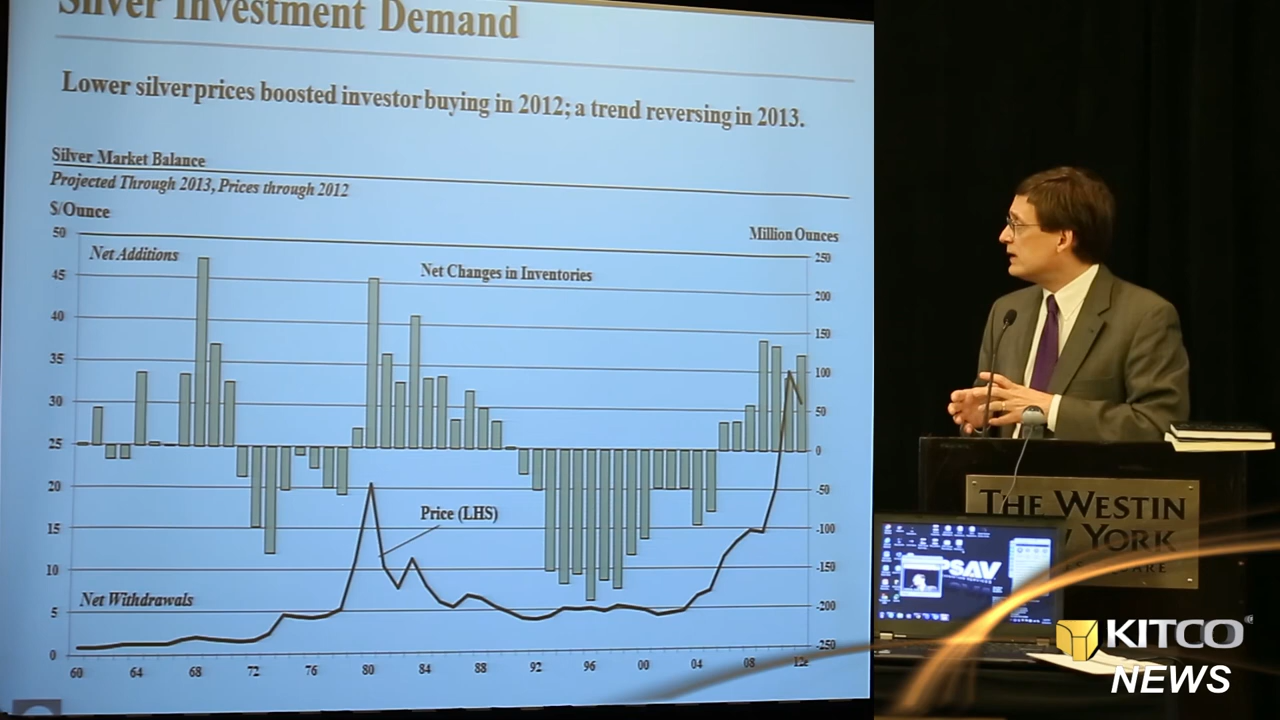 Silver Investment Demand
Lower silver prices boosted investor buying in 2012; a trend reversing in 2013.
Silver Market Balance
Projected Through 2013, Prices through 2012
$/Ounce
Million Ounces
Net Additions
Net Changes in Inventories
50
45
40
35
30
25
20
15
10
5
0
250
200
150
100
50
0
-50
-100
-150
-200
-250
Price (LHS)
Net Withdrawals
60 64 68 72 76 80 84 88 92 96 00 04 08 12
THE WESTIN
YORK
PSAV
KITCO
NEWS